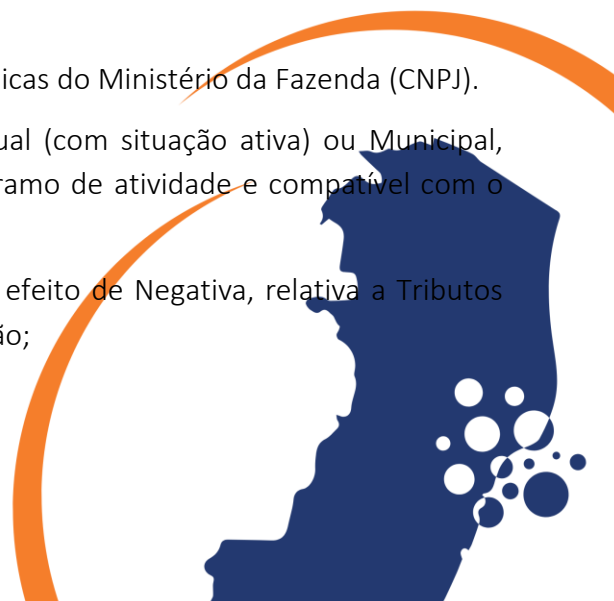 icas do Ministério da Fazenda (CNPJ).
ual (com situação ativa) ou Municipal,
ramo de atividade e compatível com o
efeito de Negativa, relativa a Tributos
ão;